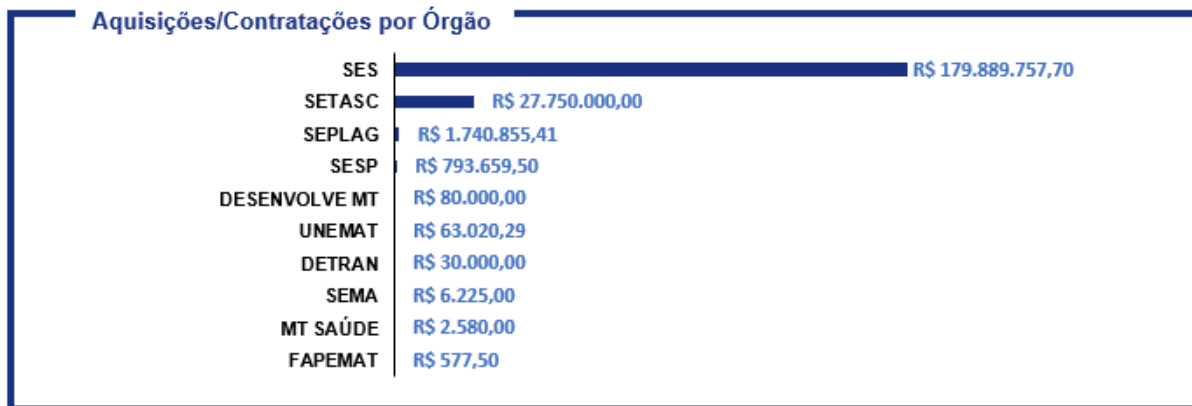 Aquisições/Contratações por Órgão
SES R$ 179.889.757,70
SETASC R$ 27.750.000,00
SEPLAG R$ 1.740.855,41
SESP R$ 793.659,50
DESENVOLVE MT R$ 80.000,00
UNEMAT R$ 63.020,29
DETRAN R$ 30.000,00
SEMA R$ 6.225,00
MT SAÚDE R$ 2.580,00
FAPEMAT R$ 577,50